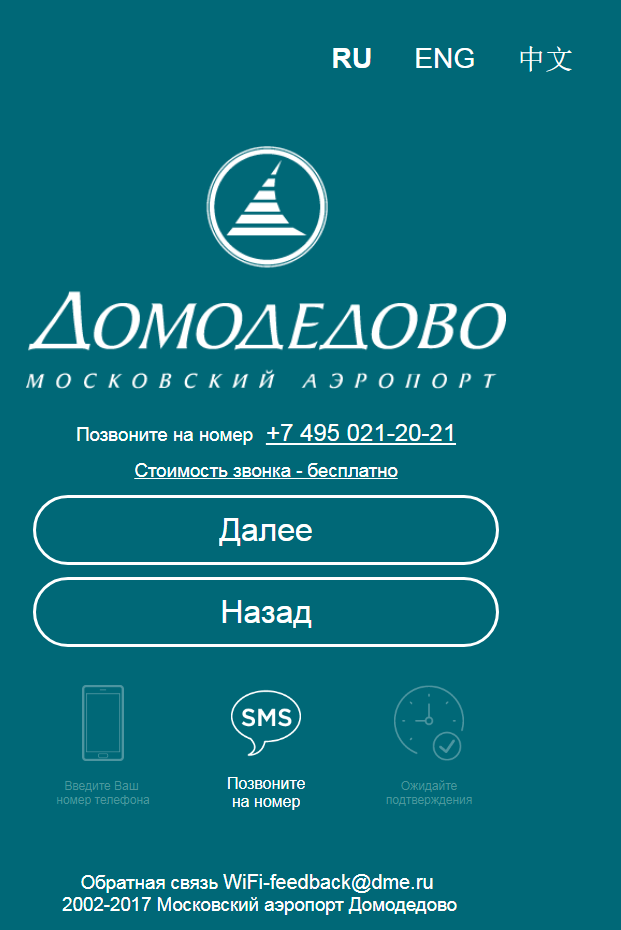 RU ENG 中文
ДОМОДЕДОВО
МОСКОВСКИЙ АЭРОПОРТ
Позвоните на номер +7 495 021-20-21
Стоимость звонка - бесплатно
Далее
Назад
SMS
Введите Ваш
номер телефона
Позвоните
на номер
Ожидайте
подтверждения
Обратная связь WiFi-feedback@dme.ru
2002-2017 Московский аэропорт Домодедово